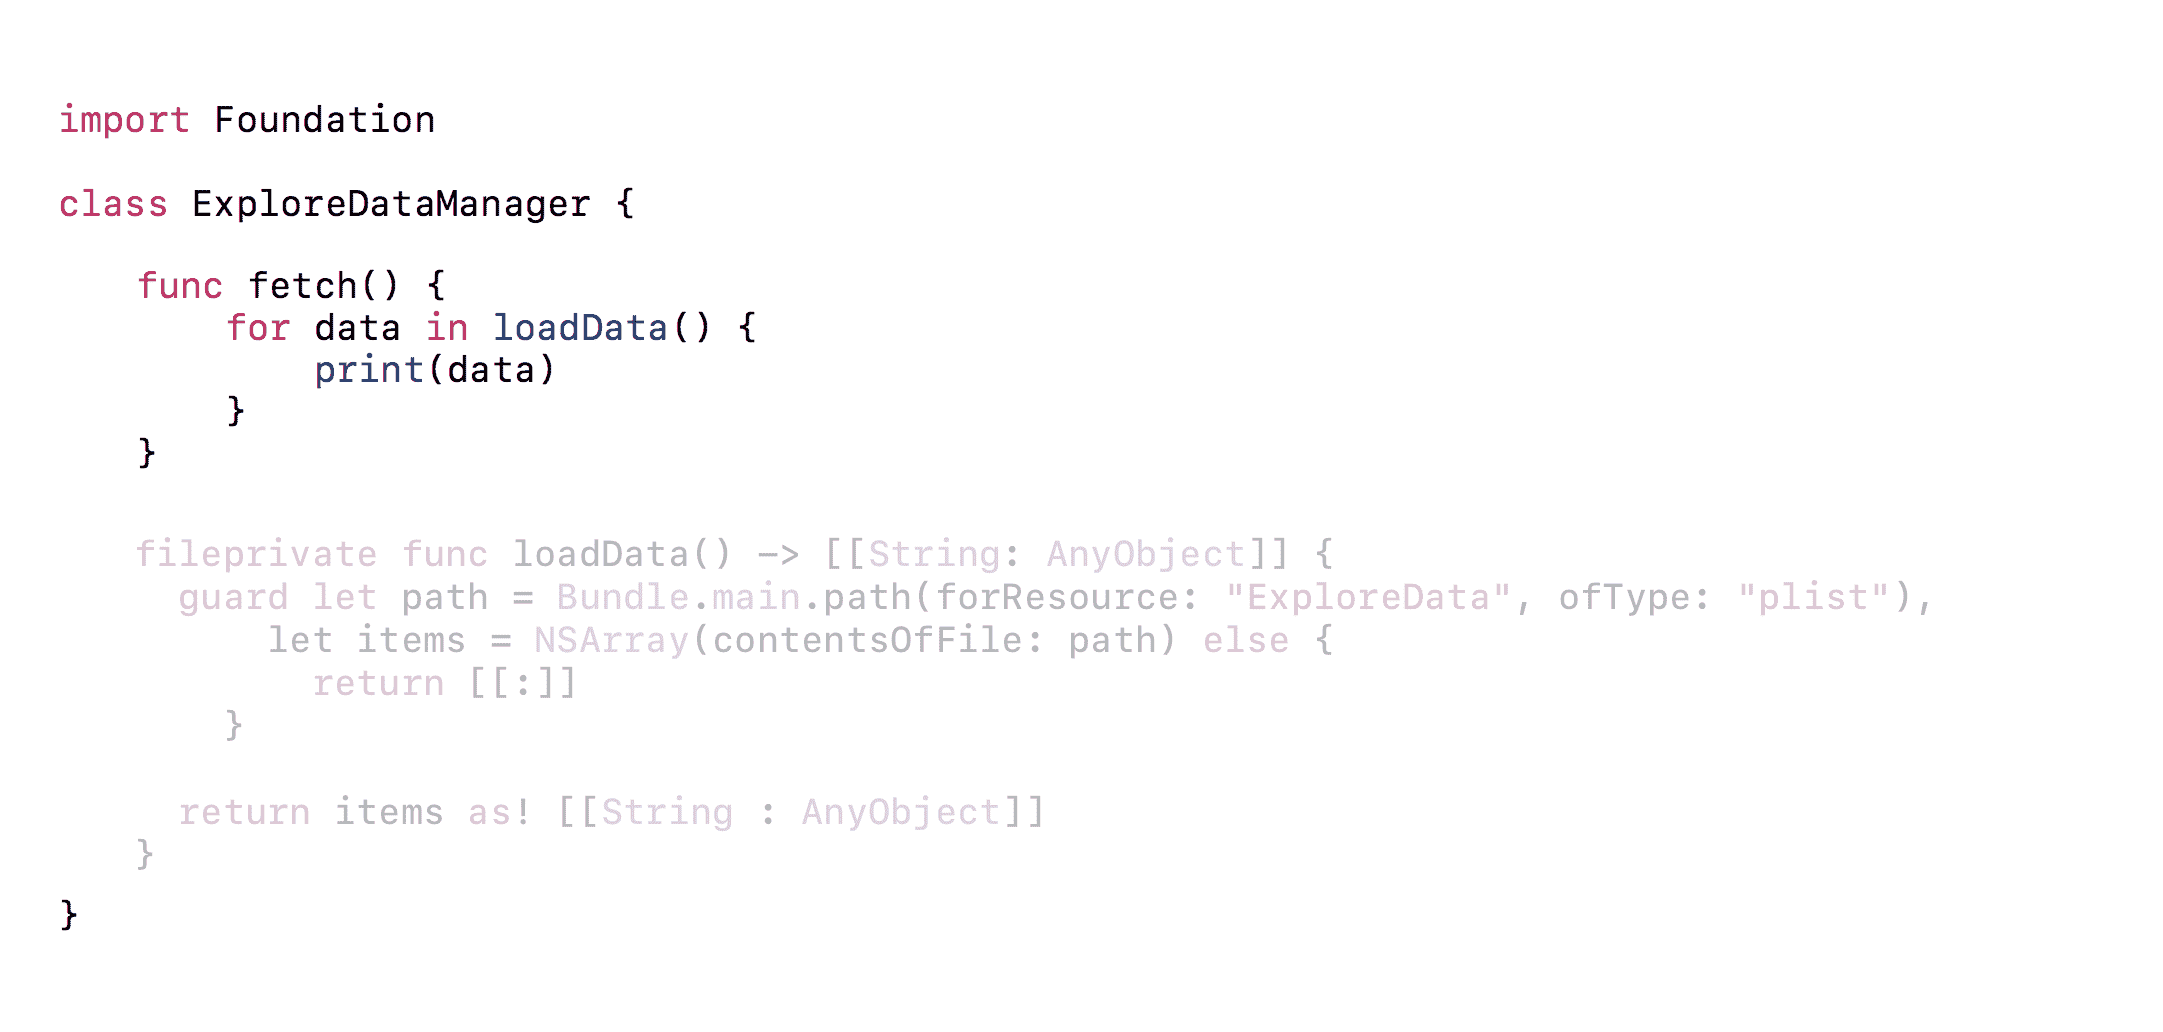 import Foundation
class ExploreDataManager {
func fetch() {
for data in loadData() {
print(data)
}
}
fileprivate func loadData() -> [[String: AnyObject]] {
guard let path = Bundle.main.path(forResource: "ExploreData", ofType: "plist"),
let items = NSArray(contentsOfFile: path) else {
return [[:]]
}
return items as! [[String : AnyObject]]
}
}